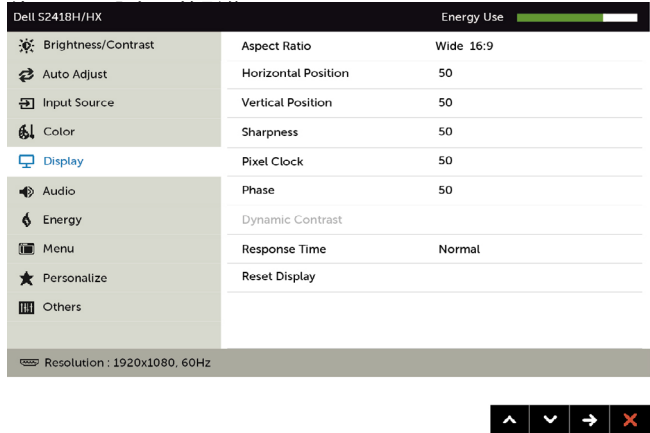 Dell S2418H/HX Energy Use
Brightness/Contrast Aspect Ratio Wide 16:9
Auto Adjust Horizontal Position 50
Input Source Vertical Position 50
Color Sharpness 50
Display Pixel Clock 50
Audio Phase 50
Energy Dynamic Contrast
Menu Response Time Normal
Personalize Reset Display
Others
Resolution : 1920x1080, 60Hz